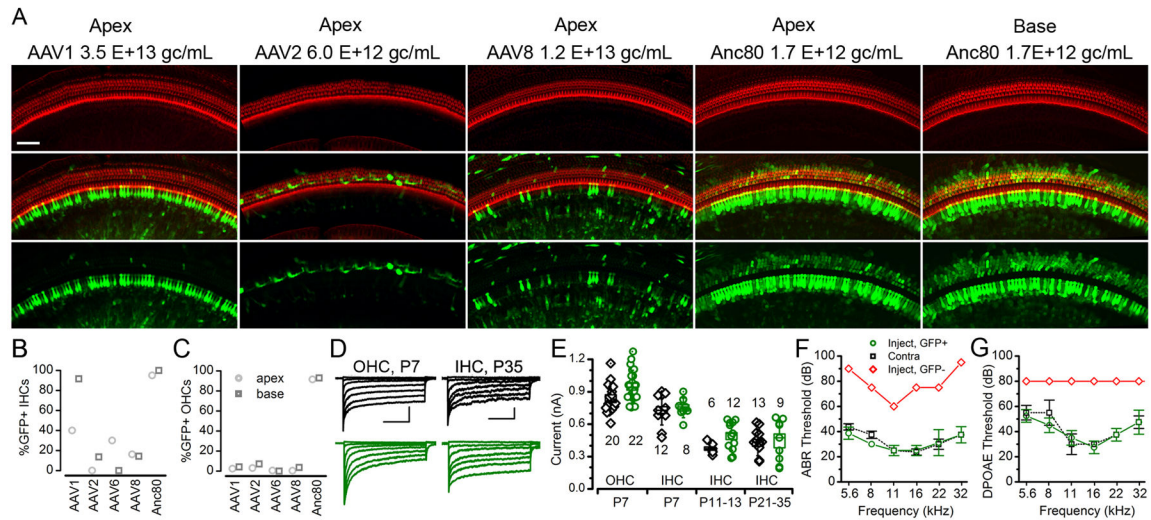 A
Apex Apex Apex Apex Base
AAV1 3.5 E+13 gc/mL AAV2 6.0 E+12 gc/mL AAV8 1.2 E+13 gc/mL Anc80 1.7 E+12 gc/mL Anc80 1.7E+12 gc/mL
B
%GFP+ IHCs
100
80
60
40
20
0
AAV1 AAV2 AAV6 AAV8 Anc80
C
%GFP+ OHCs
100
80
60
40
20
0
apex
base
AAV1 AAV2 AAV6 AAV8 Anc80
D
OHC, P7 IHC, P35
E
Current (nA)
1.2
0.9
0.6
0.3
0.0
20 22 12 8 6 12 13 9
OHC IHC IHC IHC
P7 P7 P11-13 P21-35
F
Inject, GFP+
Contra
Inject, GFP-
ABR Threshold (dB)
100
80
60
40
20
0
5.6 8 11 16 22 32
Frequency (kHz)
G
DPOAE Threshold (dB)
100
80
60
40
20
0
5.6 8 11 16 22 32
Frequency (kHz)